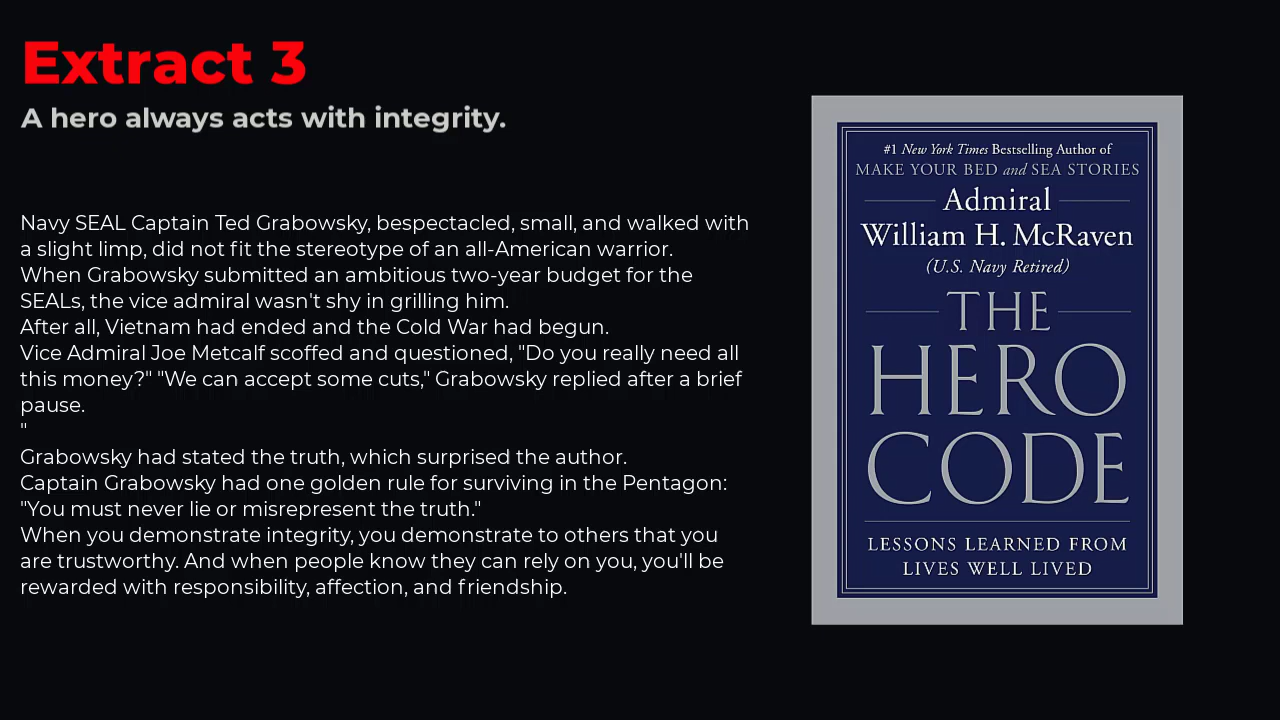 Extract 3
A hero always acts with integrity.
Navy SEAL Captain Ted Grabowsky, bespectacled, small, and walked with
a slight limp, did not fit the stereotype of an all-American warrior.
When Grabowsky submitted an ambitious two-year budget for the
SEALs, the vice admiral wasn't shy in grilling him.
After all, Vietnam had ended and the Cold War had begun.
Vice Admiral Joe Metcalf scoffed and questioned, "Do you really need all
this money?" "We can accept some cuts," Grabowsky replied after a brief
pause.
"
Grabowsky had stated the truth, which surprised the author.
Captain Grabowsky had one golden rule for surviving in the Pentagon:
"You must never lie or misrepresent the truth."
When you demonstrate integrity, you demonstrate to others that you
are trustworthy. And when people know they can rely on you, you'll be
rewarded with responsibility, affection, and friendship.
#1 New York Times Bestselling Author of
MAKE YOUR BED and SEA STORIES
Admiral
William H. McRaven
(U.S. Navy Retired)
THE
HERO
CODE
LESSONS LEARNED FROM
LIVES WELL LIVED